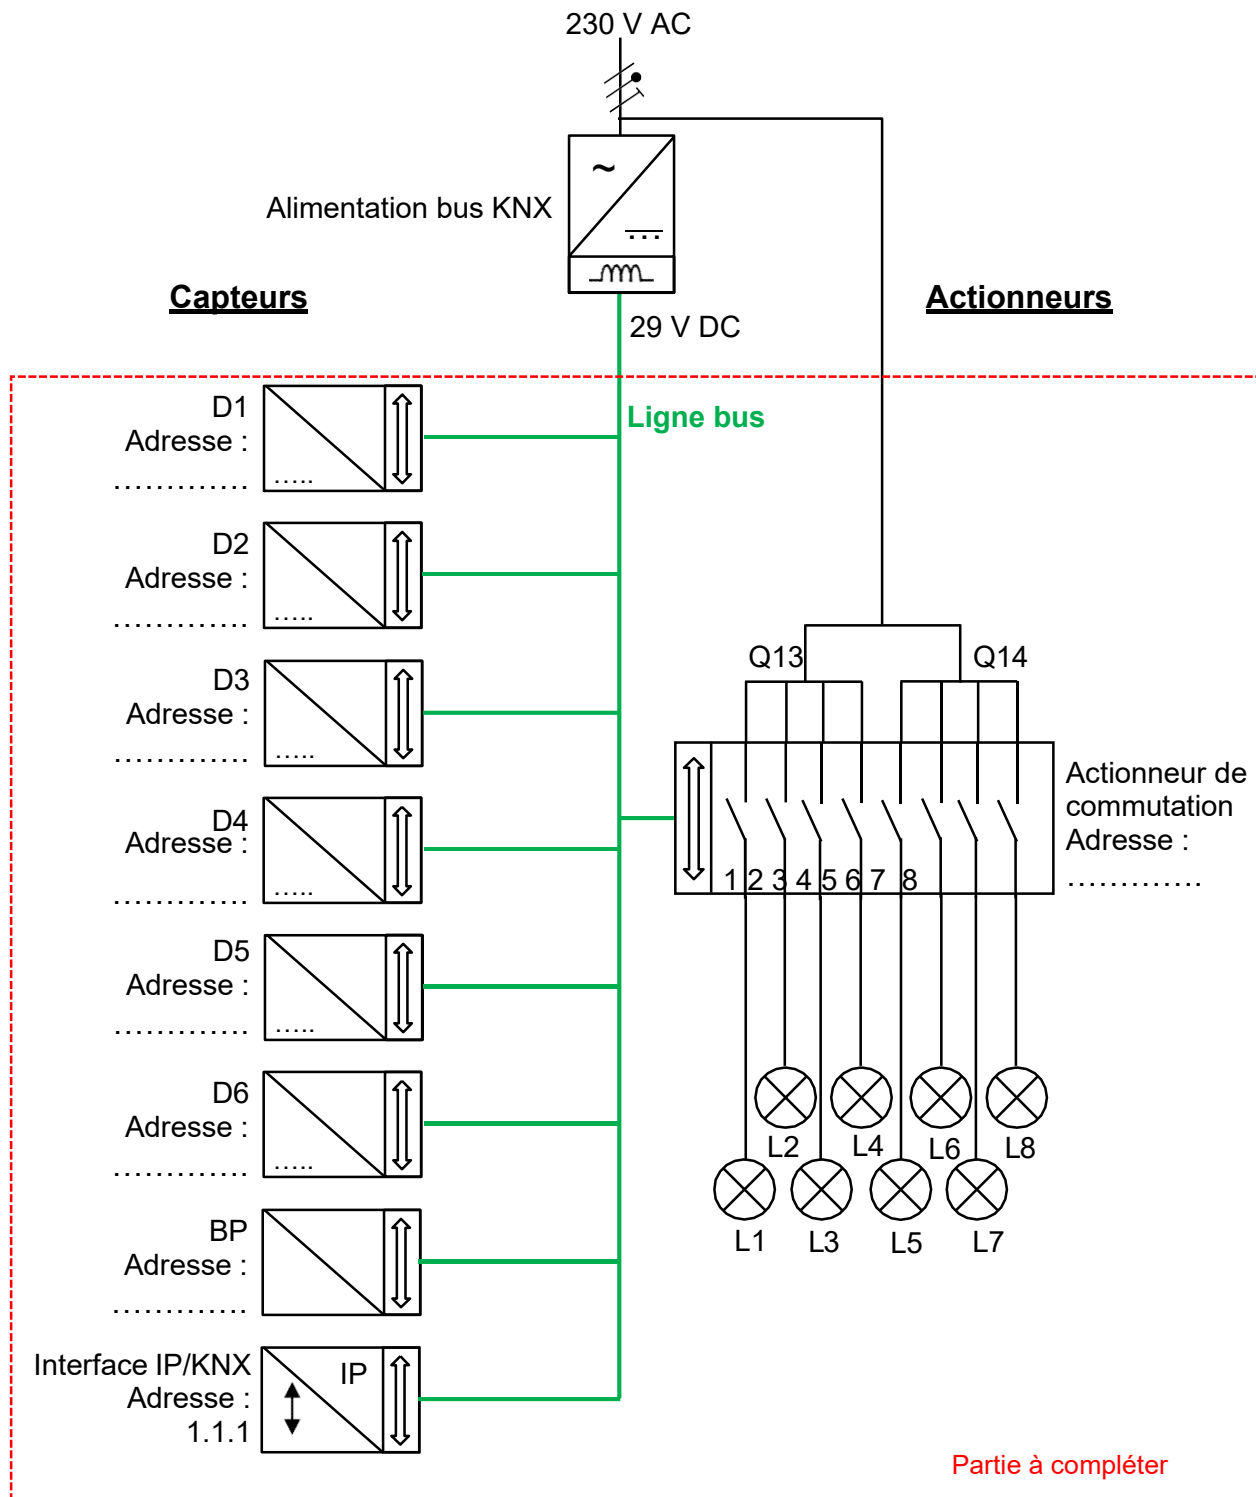 230 V AC
Alimentation bus KNX
Capteurs
Actionneurs
29 V DC
Ligne bus
D1
Adresse :
.............
.....
D2
Adresse :
.............
.....
D3
Adresse :
.............
.....
D4
Adresse :
.............
.....
D5
Adresse :
.............
.....
D6
Adresse :
.............
.....
BP
Adresse :
.............
Interface IP/KNX
Adresse :
1.1.1
IP
Q13
Q14
Actionneur de
commutation
Adresse :
.............
1 2 3 4 5 6 7 8
L2
L4
L6
L8
L1
L3
L5
L7
Partie à compléter